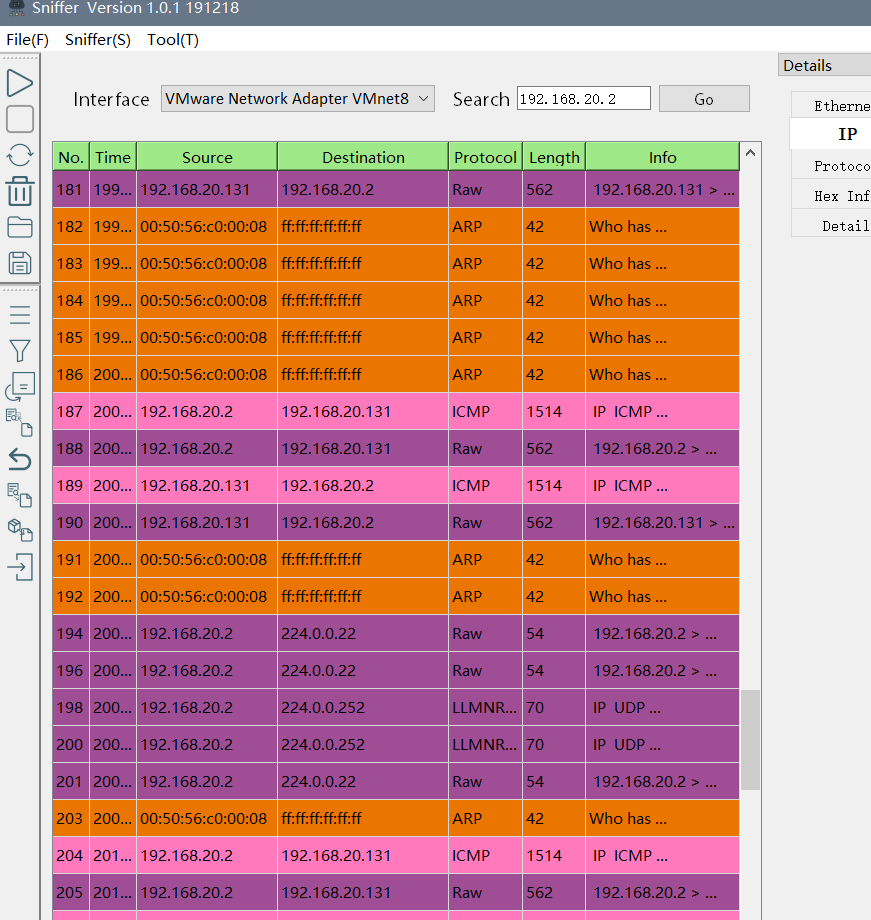 Sniffer Version 1.0.1 191218
File(F) Sniffer(S) Tool(T)
Interface VMware Network Adapter VMnet8 Search 192.168.20.2 Go
No. Time Source Destination Protocol Length Info
181 199... 192.168.20.131 192.168.20.2 Raw 562 192.168.20.131 > ...
182 199... 00:50:56:c0:00:08 ff:ff:ff:ff:ff:ff ARP 42 Who has ...
183 199... 00:50:56:c0:00:08 ff:ff:ff:ff:ff:ff ARP 42 Who has ...
184 199... 00:50:56:c0:00:08 ff:ff:ff:ff:ff:ff ARP 42 Who has ...
185 199... 00:50:56:c0:00:08 ff:ff:ff:ff:ff:ff ARP 42 Who has ...
186 200... 00:50:56:c0:00:08 ff:ff:ff:ff:ff:ff ARP 42 Who has ...
187 200... 192.168.20.2 192.168.20.131 ICMP 1514 IP ICMP ...
188 200... 192.168.20.2 192.168.20.131 Raw 562 192.168.20.2 > ...
189 200... 192.168.20.131 192.168.20.2 ICMP 1514 IP ICMP ...
190 200... 192.168.20.131 192.168.20.2 Raw 562 192.168.20.131 > ...
191 200... 00:50:56:c0:00:08 ff:ff:ff:ff:ff:ff ARP 42 Who has ...
192 200... 00:50:56:c0:00:08 ff:ff:ff:ff:ff:ff ARP 42 Who has ...
194 200... 192.168.20.2 224.0.0.22 Raw 54 192.168.20.2 > ...
196 200... 192.168.20.2 224.0.0.22 Raw 54 192.168.20.2 > ...
198 200... 192.168.20.2 224.0.0.252 LLMNR... 70 IP UDP ...
200 200... 192.168.20.2 224.0.0.252 LLMNR... 70 IP UDP ...
201 200... 192.168.20.2 224.0.0.22 Raw 54 192.168.20.2 > ...
203 200... 00:50:56:c0:00:08 ff:ff:ff:ff:ff:ff ARP 42 Who has ...
204 201... 192.168.20.2 192.168.20.131 ICMP 1514 IP ICMP ...
205 201... 192.168.20.2 192.168.20.131 Raw 562 192.168.20.2 > ...
Details
Etherne
IP
Protoco
Hex Inf
Detail